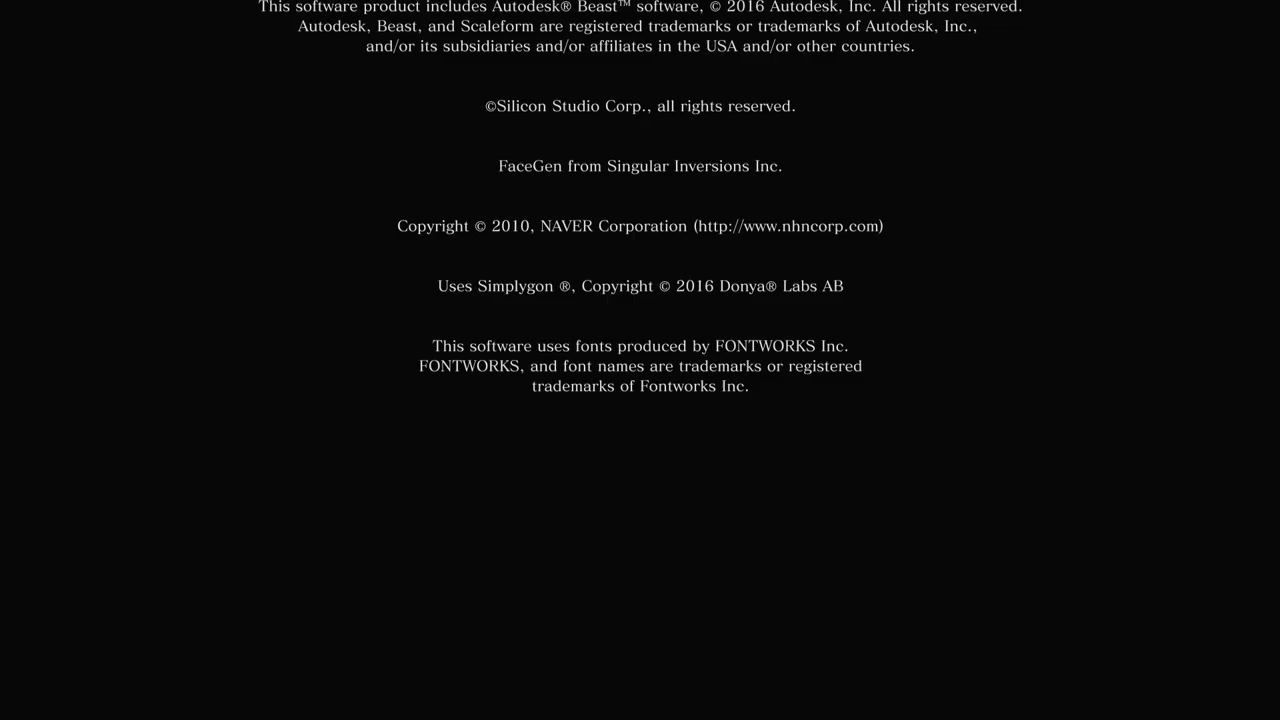 This software product includes Autodesk® Beast™ software, © 2016 Autodesk, Inc. All rights reserved.
Autodesk, Beast, and Scaleform are registered trademarks or trademarks of Autodesk, Inc.,
and/or its subsidiaries and/or affiliates in the USA and/or other countries.
©Silicon Studio Corp., all rights reserved.
FaceGen from Singular Inversions Inc.
Copyright © 2010, NAVER Corporation (http://www.nhncorp.com)
Uses Simplygon ®, Copyright © 2016 Donya® Labs AB
This software uses fonts produced by FONTWORKS Inc.
FONTWORKS, and font names are trademarks or registered
trademarks of Fontworks Inc.